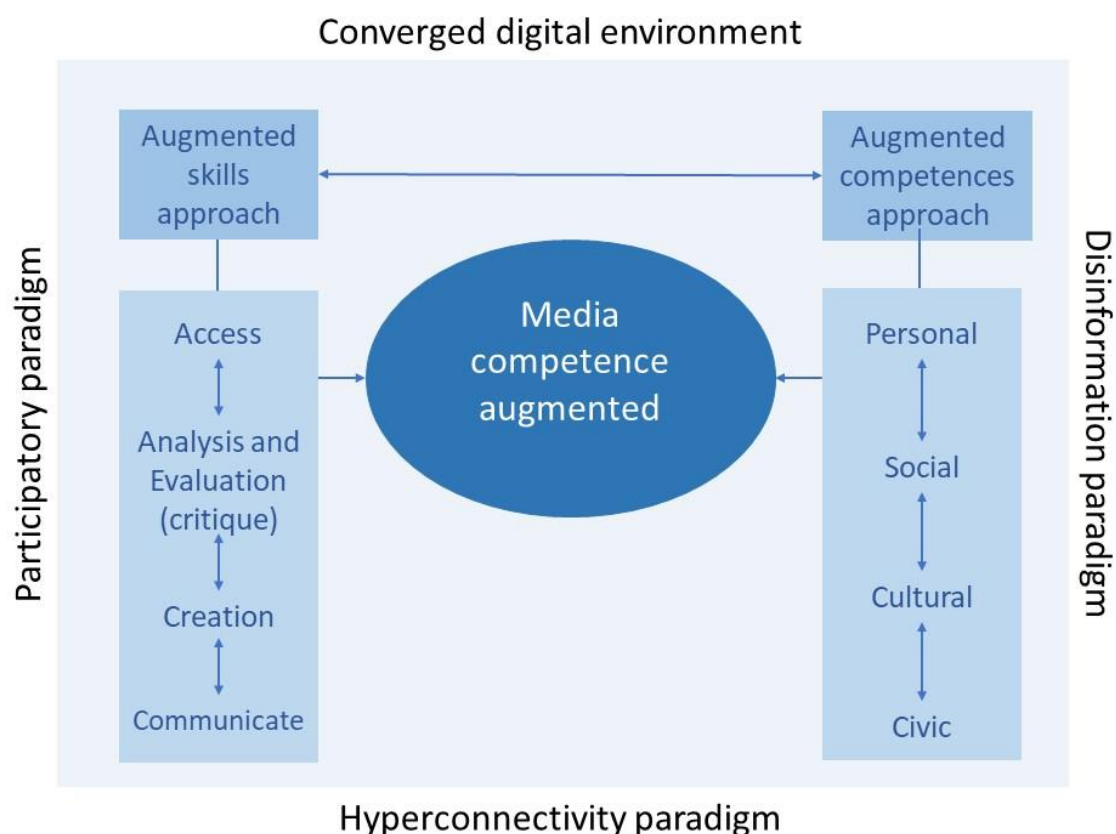 Converged digital environment
Augmented
skills
approach
Augmented
competences
approach
Participatory paradigm
Disinformation paradigm
Access
Analysis and
Evaluation
(critique)
Creation
Communicate
Media
competence
augmented
Personal
Social
Cultural
Civic
Hyperconnectivity paradigm